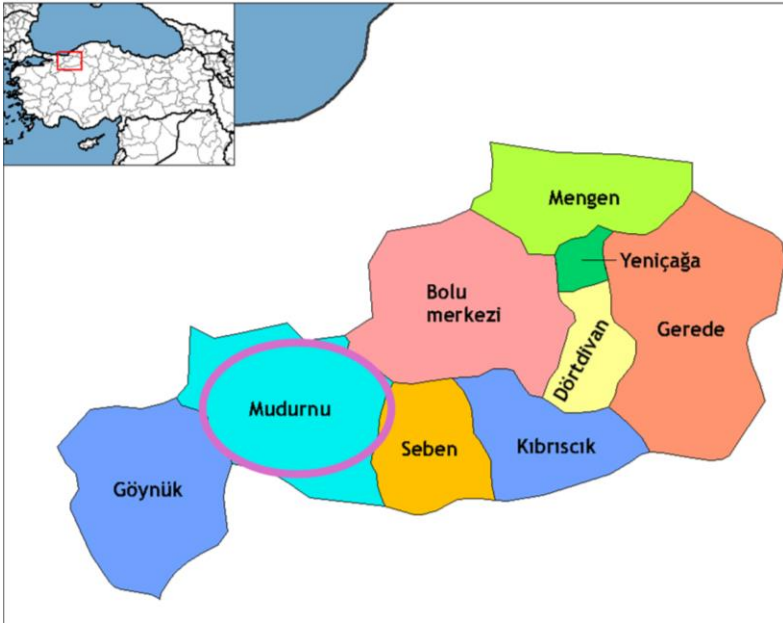 Mengen
Yeniçağa
Bolu
merkezi
Gerede
Dörtdivan
Mudurnu
Seben
Kıbrıscık
Göynük